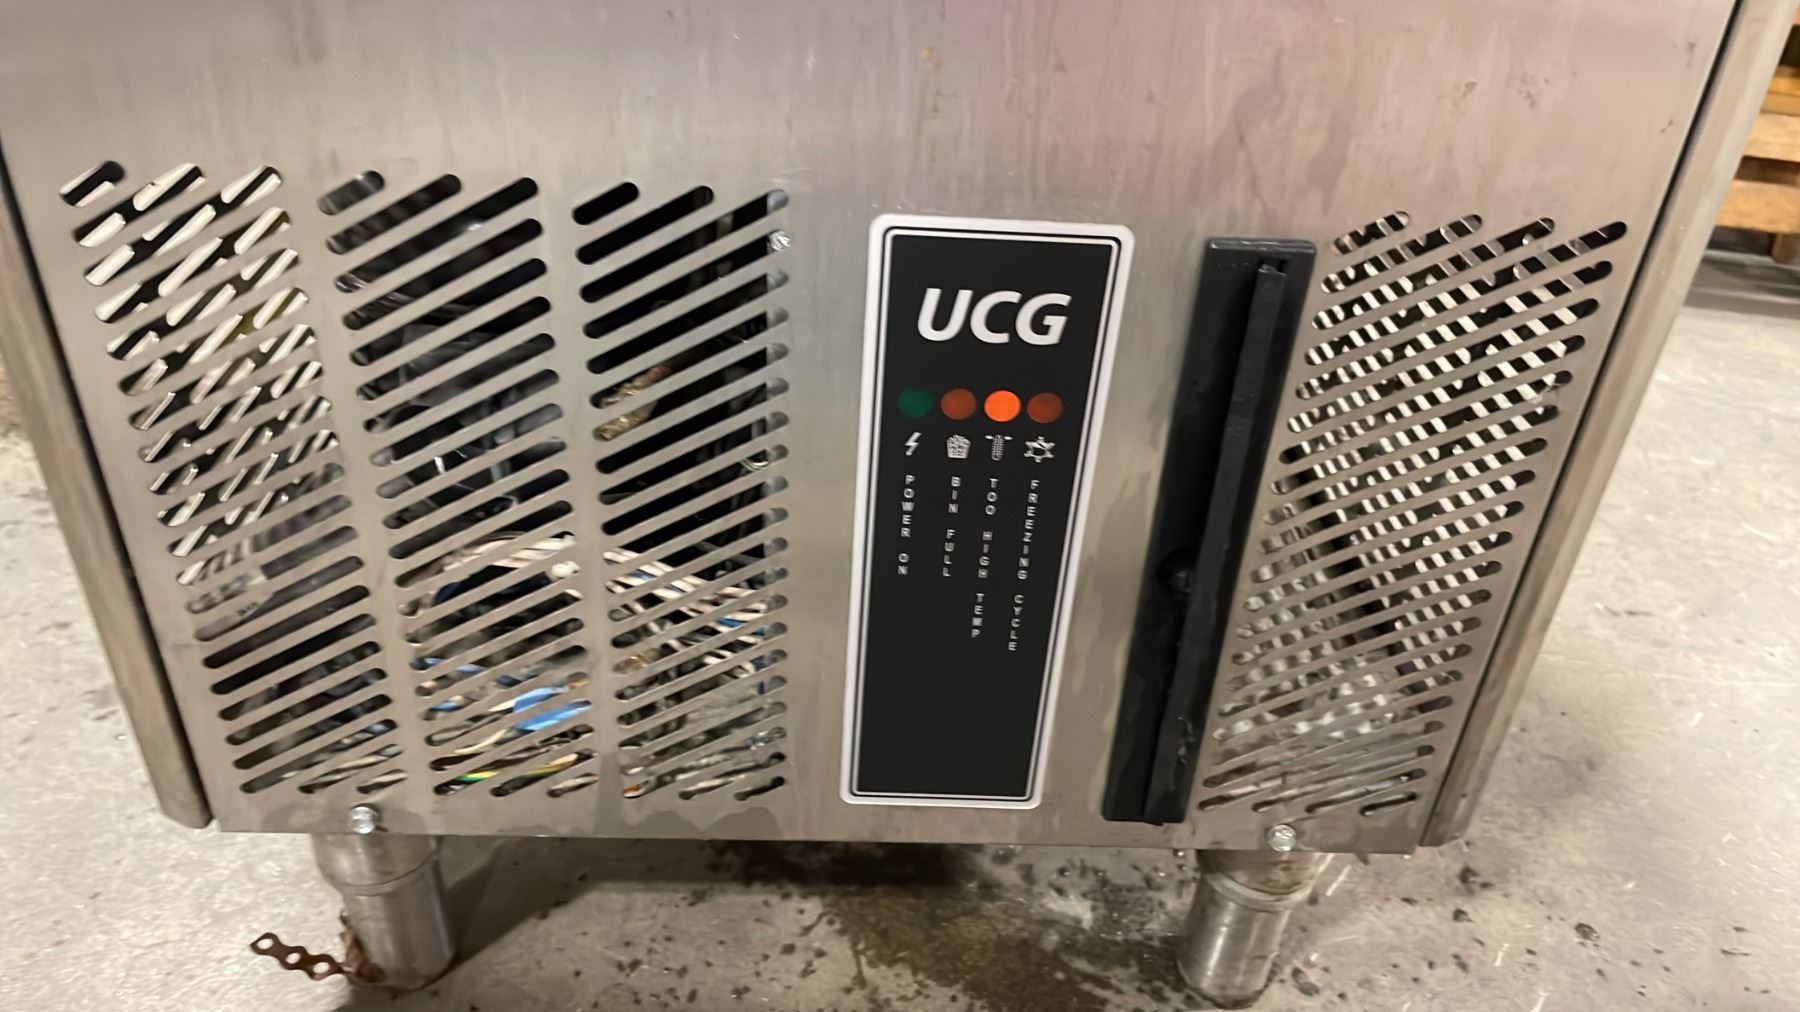 UCG
POWER ON
BIN FULL
TOO HIGH TEMP
FREEZING CYCLE